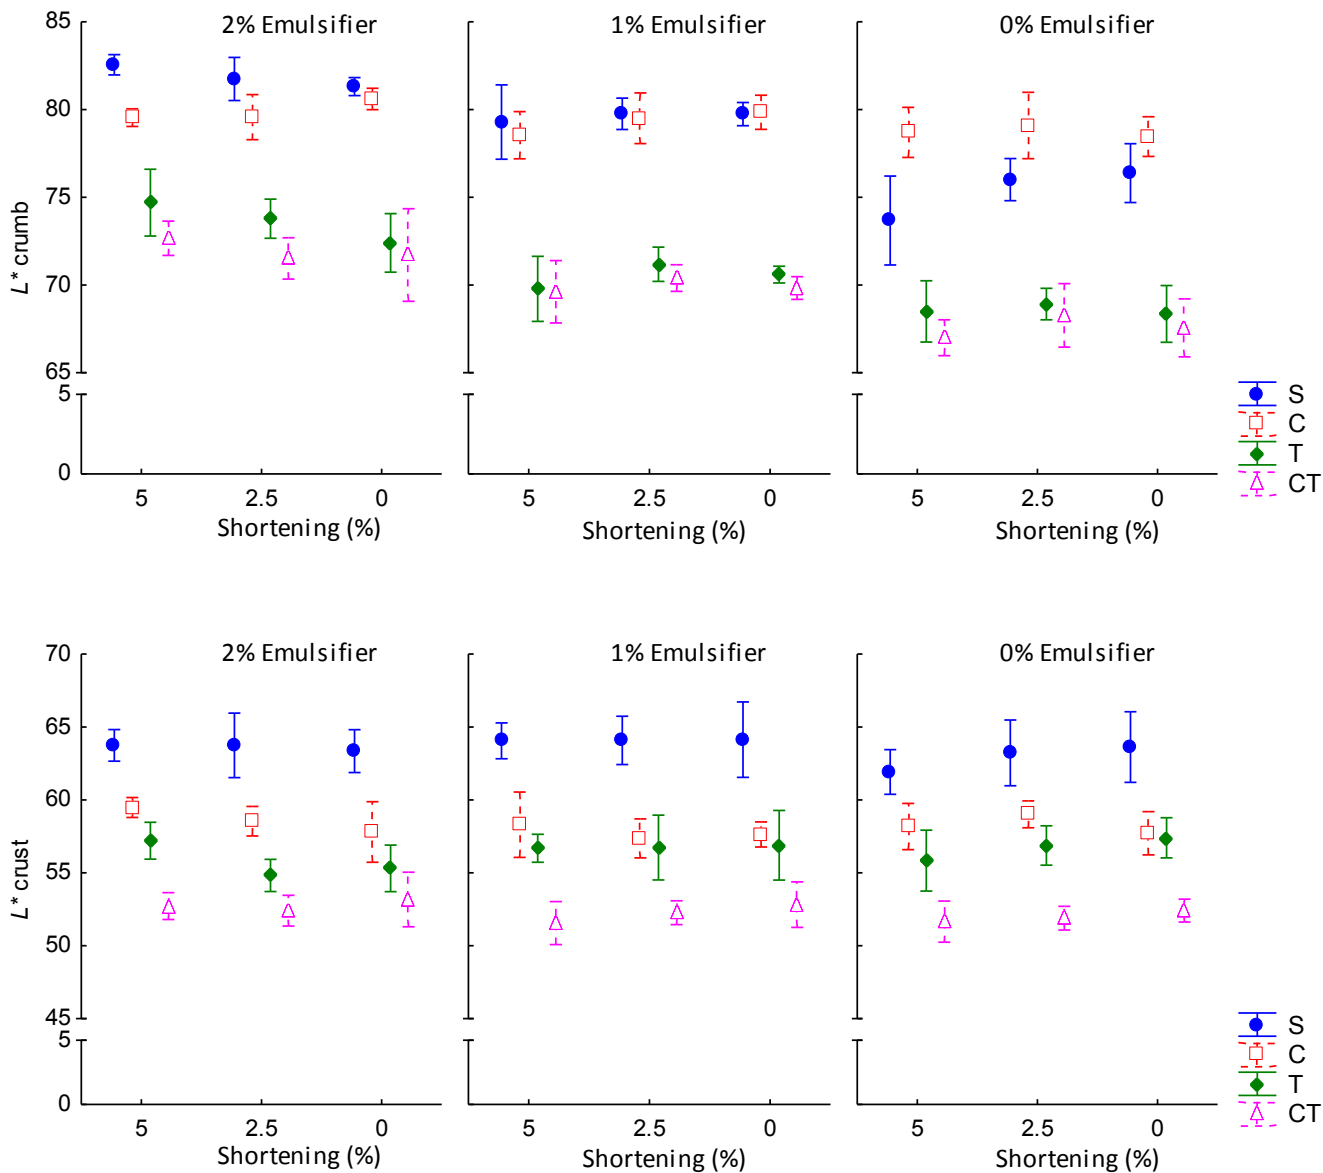 2% Emulsifier 1% Emulsifier 0% Emulsifier
85
80
75
70
65
5
0
L* crumb
5 2.5 0 5 2.5 0 5 2.5 0
Shortening (%) Shortening (%) Shortening (%)
S
C
T
CT
2% Emulsifier 1% Emulsifier 0% Emulsifier
70
65
60
55
50
45
5
0
L* crust
5 2.5 0 5 2.5 0 5 2.5 0
Shortening (%) Shortening (%) Shortening (%)
S
C
T
CT